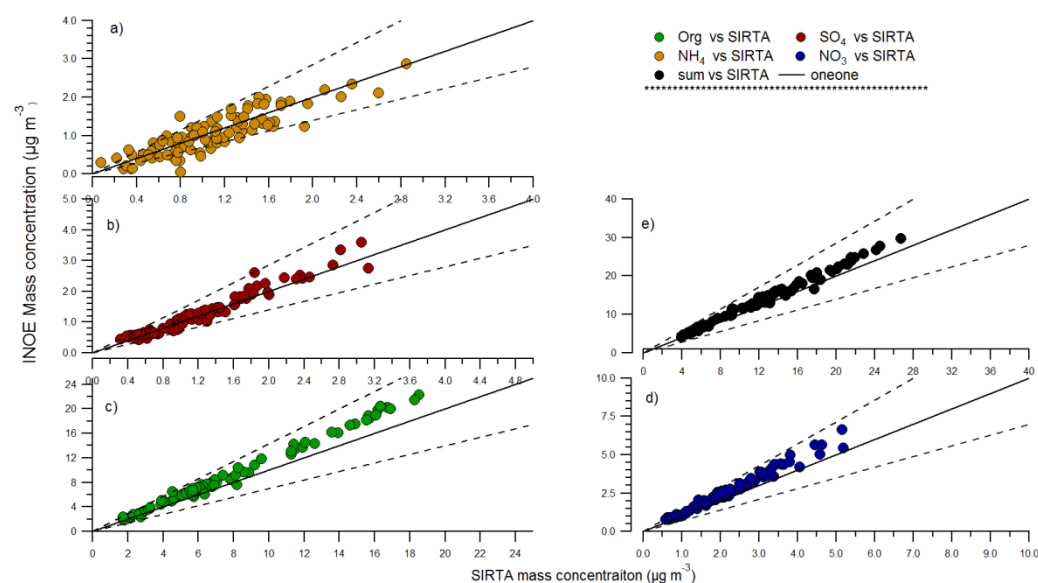 a)
4.0
3.0
2.0
1.0
0.0
0.0 0.4 0.8 1.2 1.6 2.0 2.4 2.8 3.2 3.6 4.0
Org vs SIRTA SO4 vs SIRTA
NH4 vs SIRTA NO3 vs SIRTA
sum vs SIRTA oneone
**************************************************
INOE Mass concentration (µg m-3)
b)
5.0
4.0
3.0
2.0
1.0
0.0
0.0 0.4 0.8 1.2 1.6 2.0 2.4 2.8 3.2 3.6 4.0 4.4 4.8
e)
40
30
20
10
0
0 4 8 12 16 20 24 28 32 36 40
c)
24
20
16
12
8
4
0
0 2 4 6 8 10 12 14 16 18 20 22 24
d)
10.0
7.5
5.0
2.5
0.0
0.0 1.0 2.0 3.0 4.0 5.0 6.0 7.0 8.0 9.0 10.0
SIRTA mass concentraiton (µg m-3)